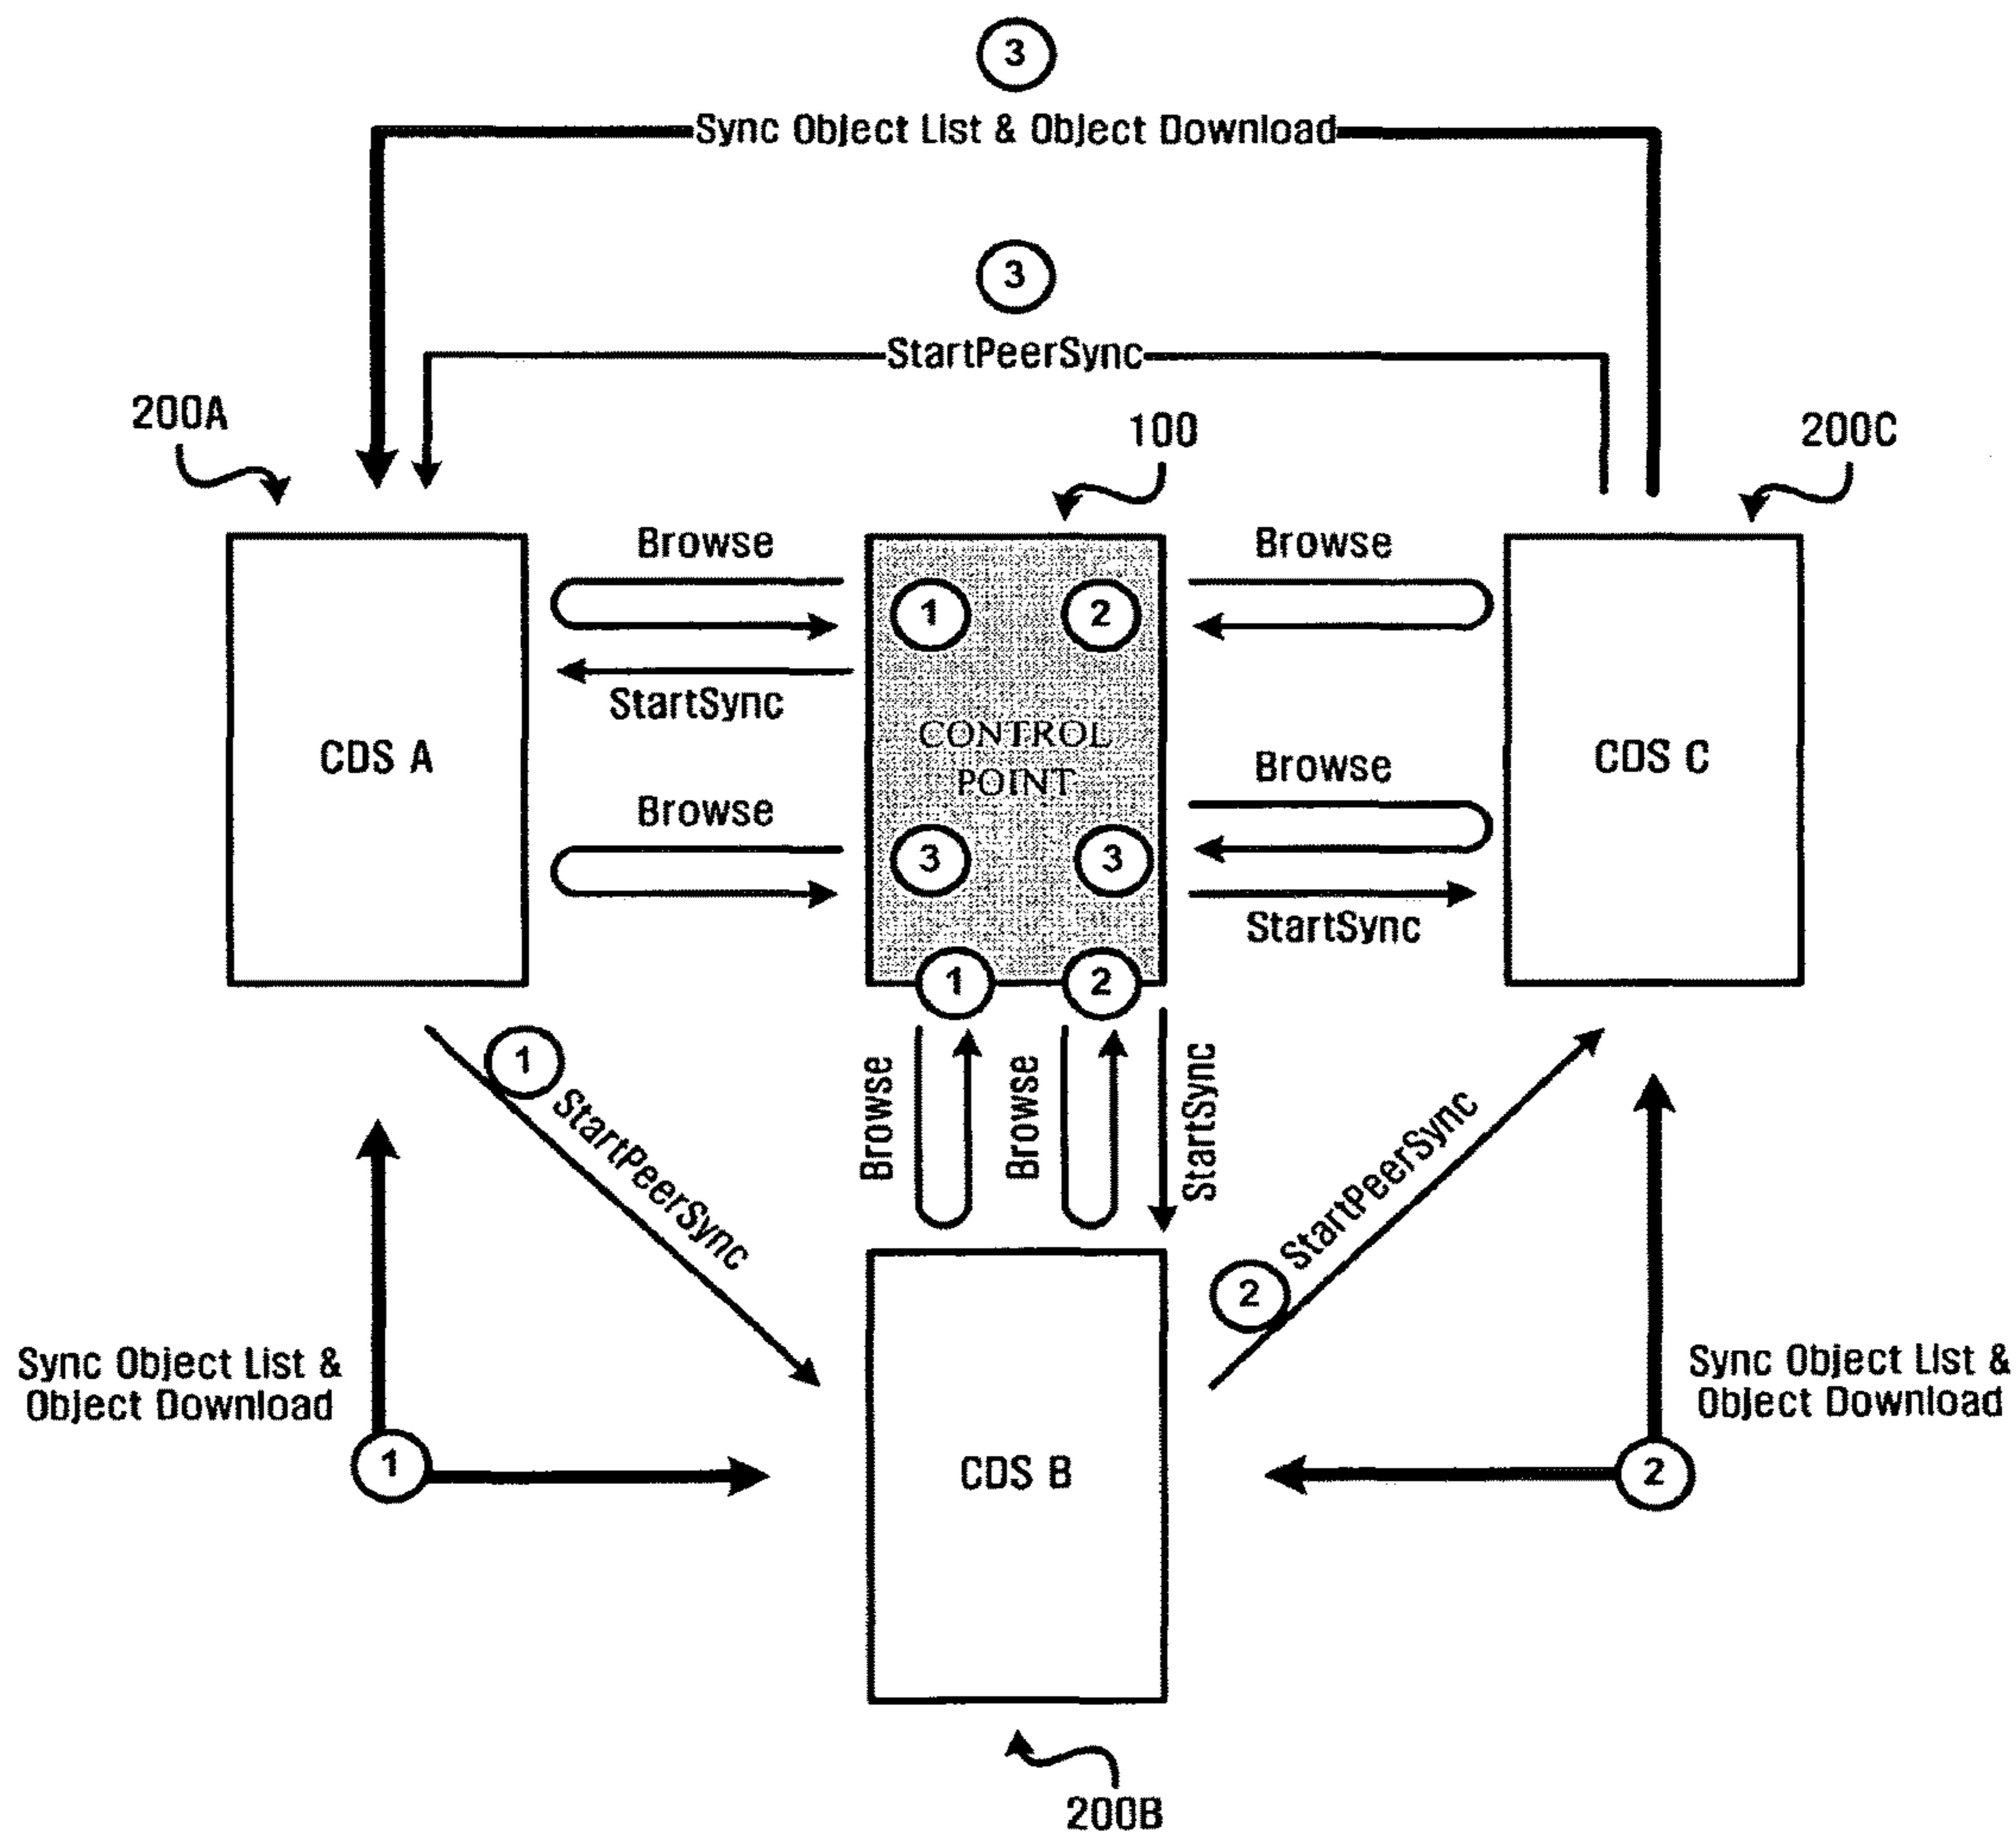 3
Sync Object List & Object Download
3
StartPeerSync
200A
100
200C
Browse
Browse
1
2
StartSync
CONTROL
POINT
CDS A
CDS C
Browse
Browse
3
3
StartSync
1
2
1
StartPeerSync
Browse
Browse
StartSync
2
StartPeerSync
Sync Object List &
Object Download
Sync Object List &
Object Download
1
CDS B
2
200B